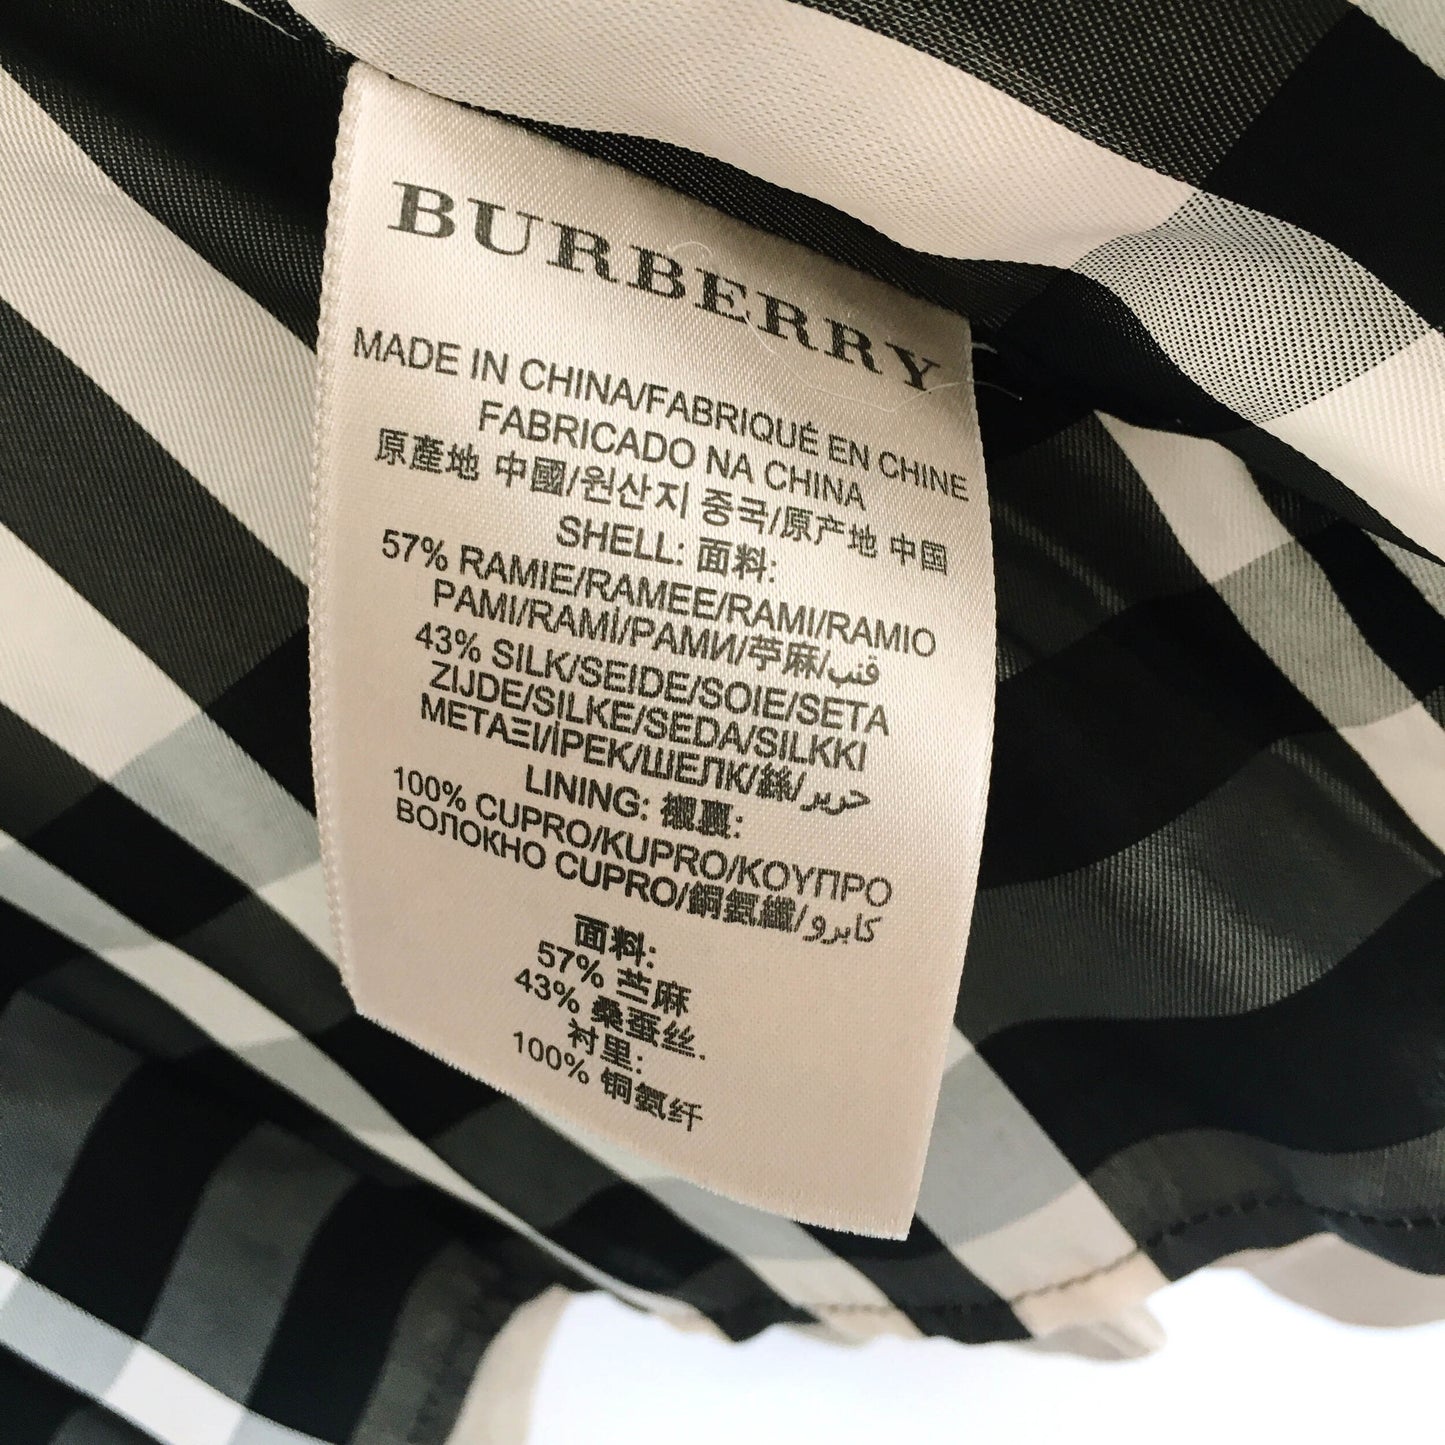 BURBERRY
MADE IN CHINA/FABRIQUÉ EN CHINE
FABRICADO NA CHINA
原產地 中國/원산지 중국/原产地 中国
SHELL: 面料:
57% RAMIE/RAMEE/RAMI/RAMIO
PAMI/RAMİ/РАМИ/苧麻/قنب
43% SILK/SEIDE/SOIE/SETA
ZIJDE/SILKE/SEDA/SILKKI
ΜΕΤΑΞΙ/İPEK/ШЕЛК/絲/حرير
LINING: 襯裏:
100% CUPRO/KUPRO/ΚΟΥΠΡΟ
ВОЛОКНО CUPRO/銅氨纖/كابرو
面料:
57% 苎麻
43% 桑蚕丝.
衬里:
100% 铜氨纤